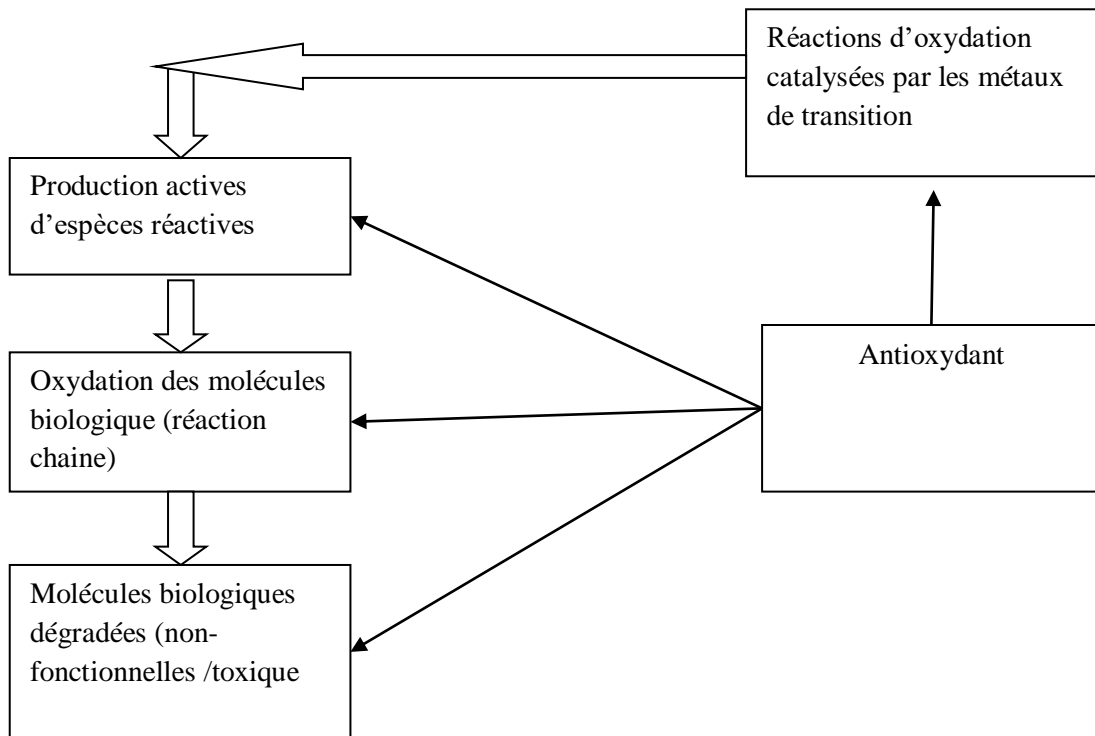 Réactions d’oxydation
catalysées par les métaux
de transition
Production actives
d’espèces réactives
Antioxydant
Oxydation des molécules
biologique (réaction
chaine)
Molécules biologiques
dégradées (non-
fonctionnelles /toxique